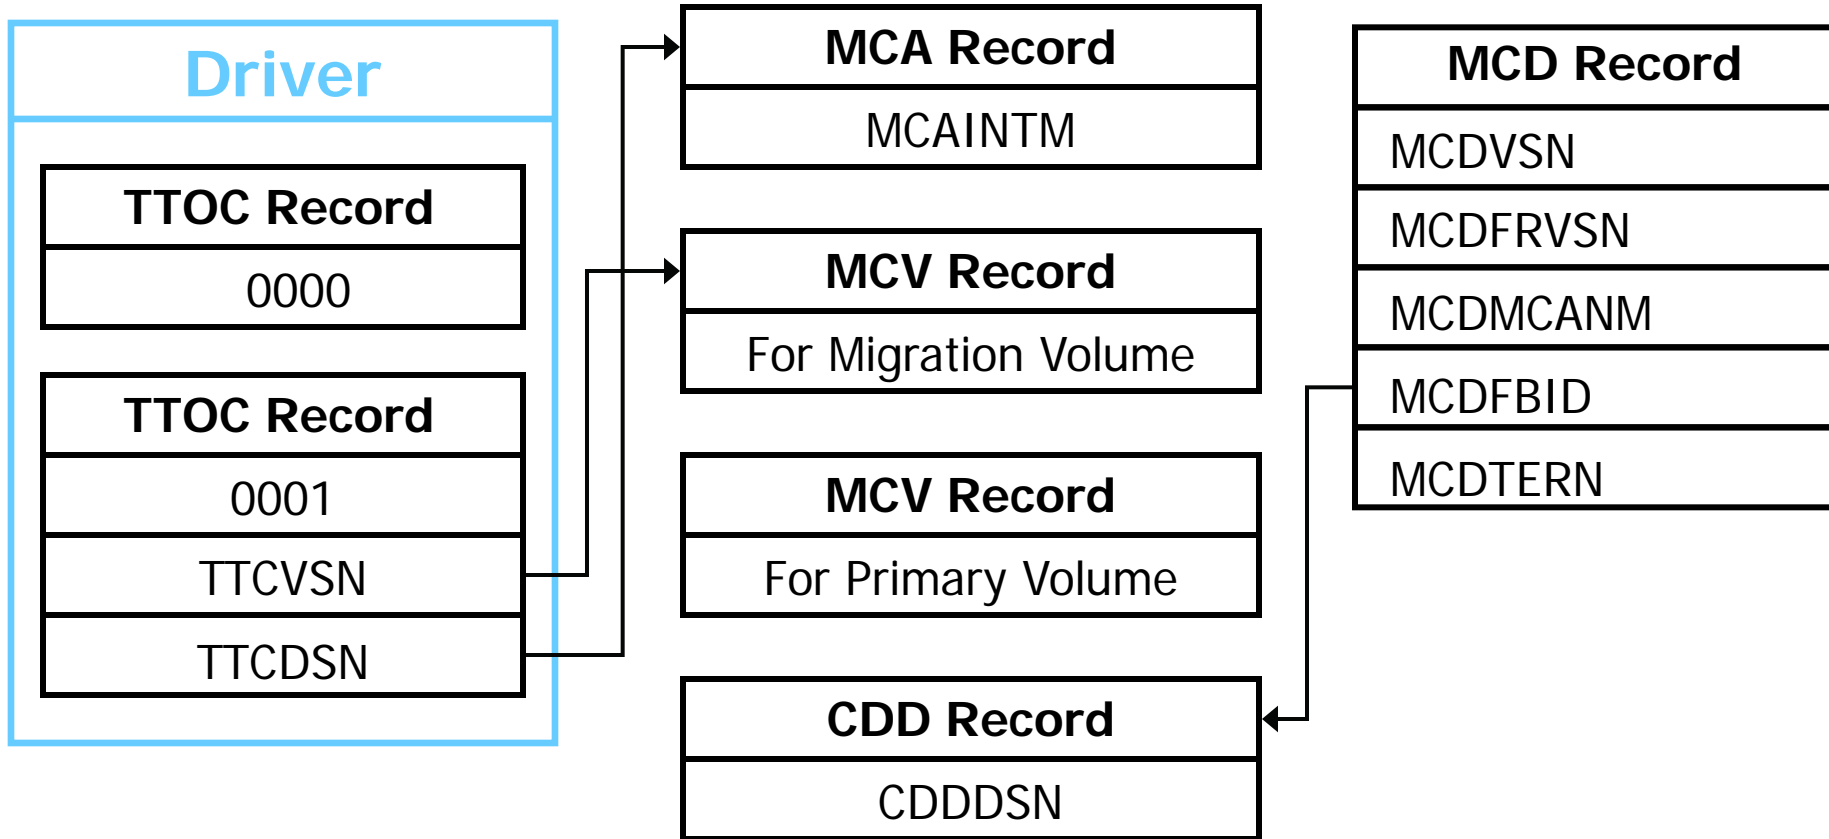 Driver
TTOC Record
0000
TTOC Record
0001
TTCVSN
TTCDSN
MCA Record
MCAINTM
MCV Record
For Migration Volume
MCV Record
For Primary Volume
CDD Record
CDDDSN
MCD Record
MCDVSN
MCDFRVSN
MCDMCANM
MCDFBID
MCDTERN